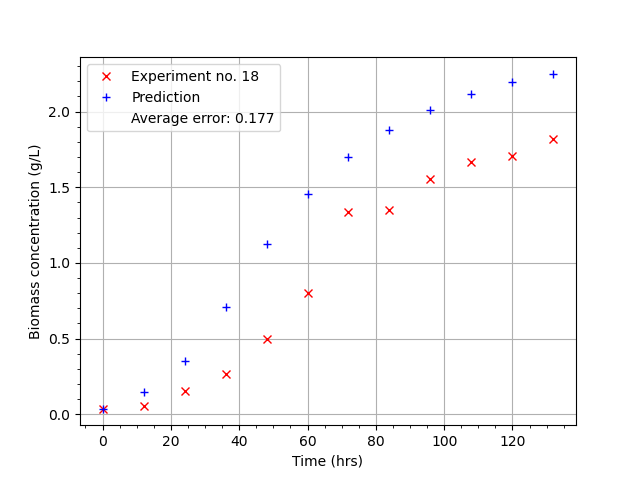 Experiment no. 18
Prediction
Average error: 0.177
Biomass concentration (g/L)
2.0
1.5
1.0
0.5
0.0
0 20 40 60 80 100 120
Time (hrs)